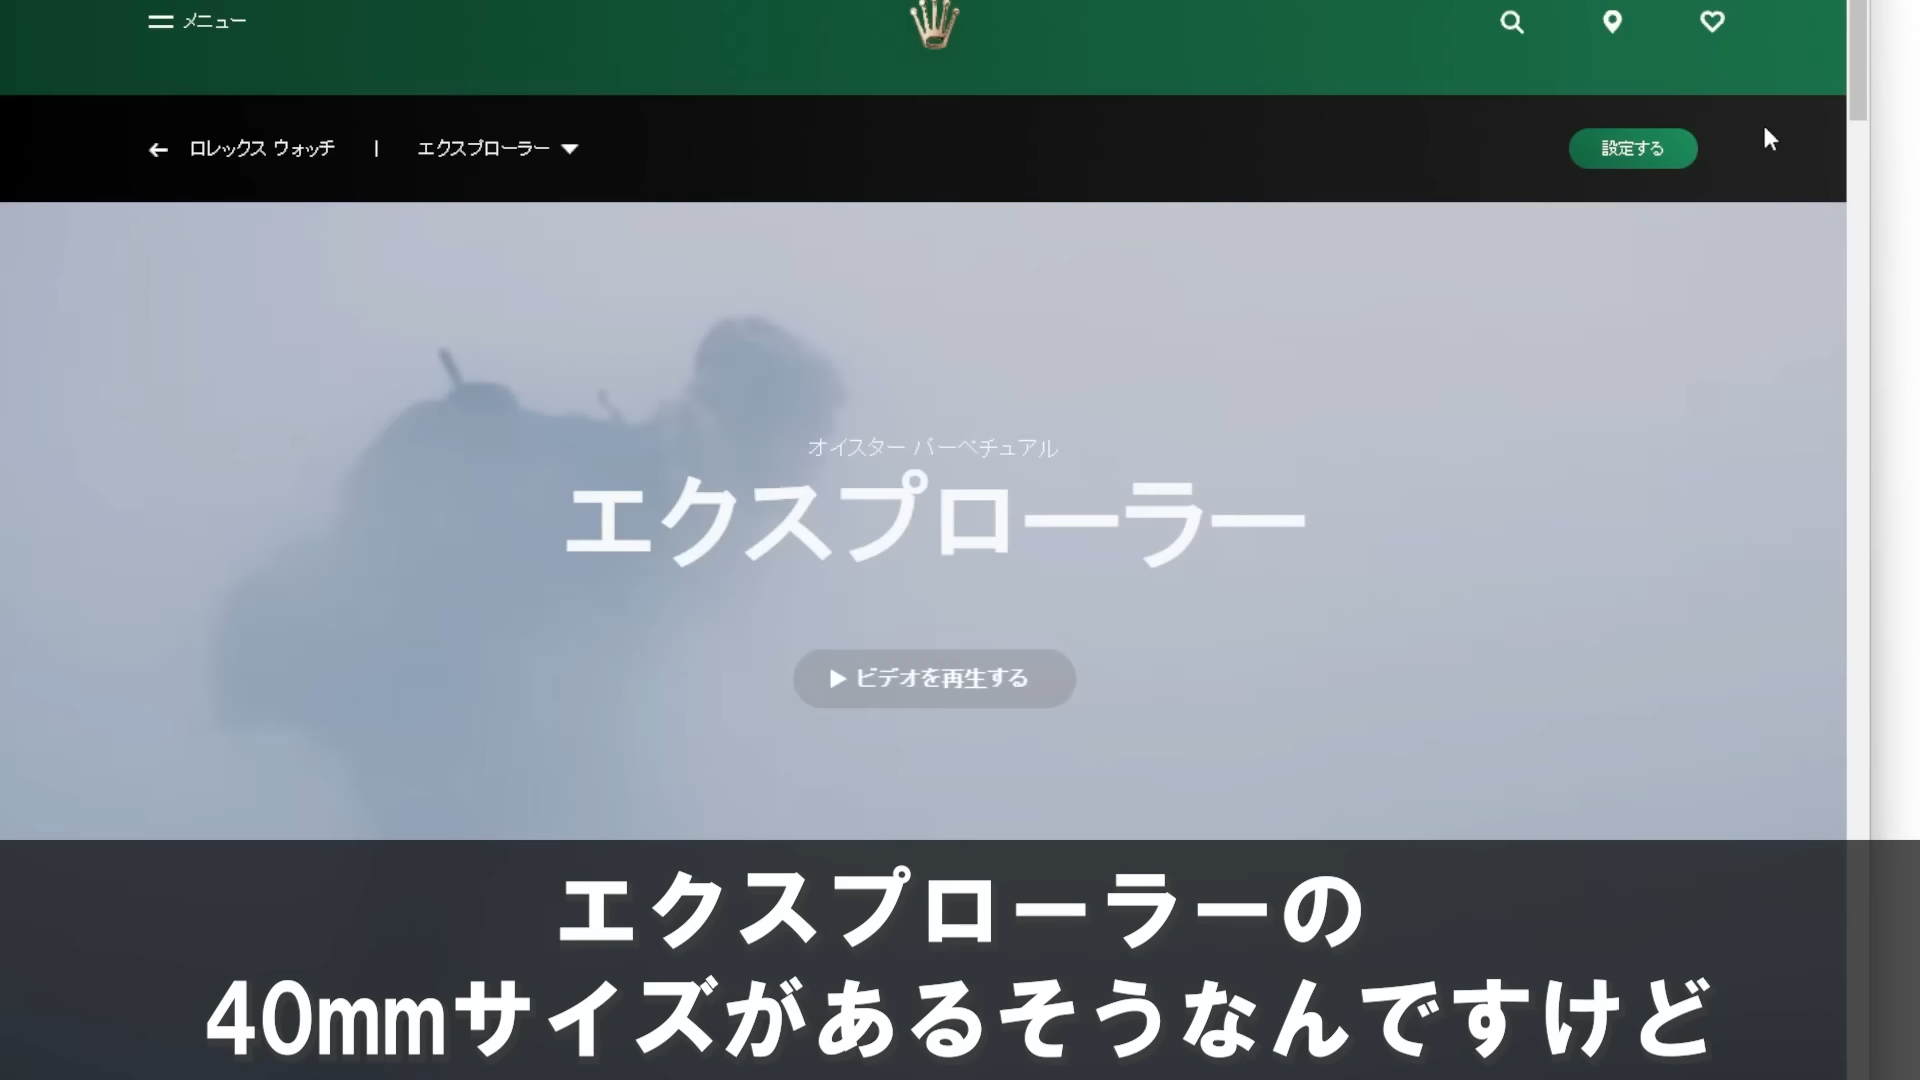 メニュー
ロレックス ウォッチ | エクスプローラー
設定する
オイスター パーペチュアル
エクスプローラー
ビデオを再生する
エクスプローラーの
40mmサイズがあるそうなんですけど